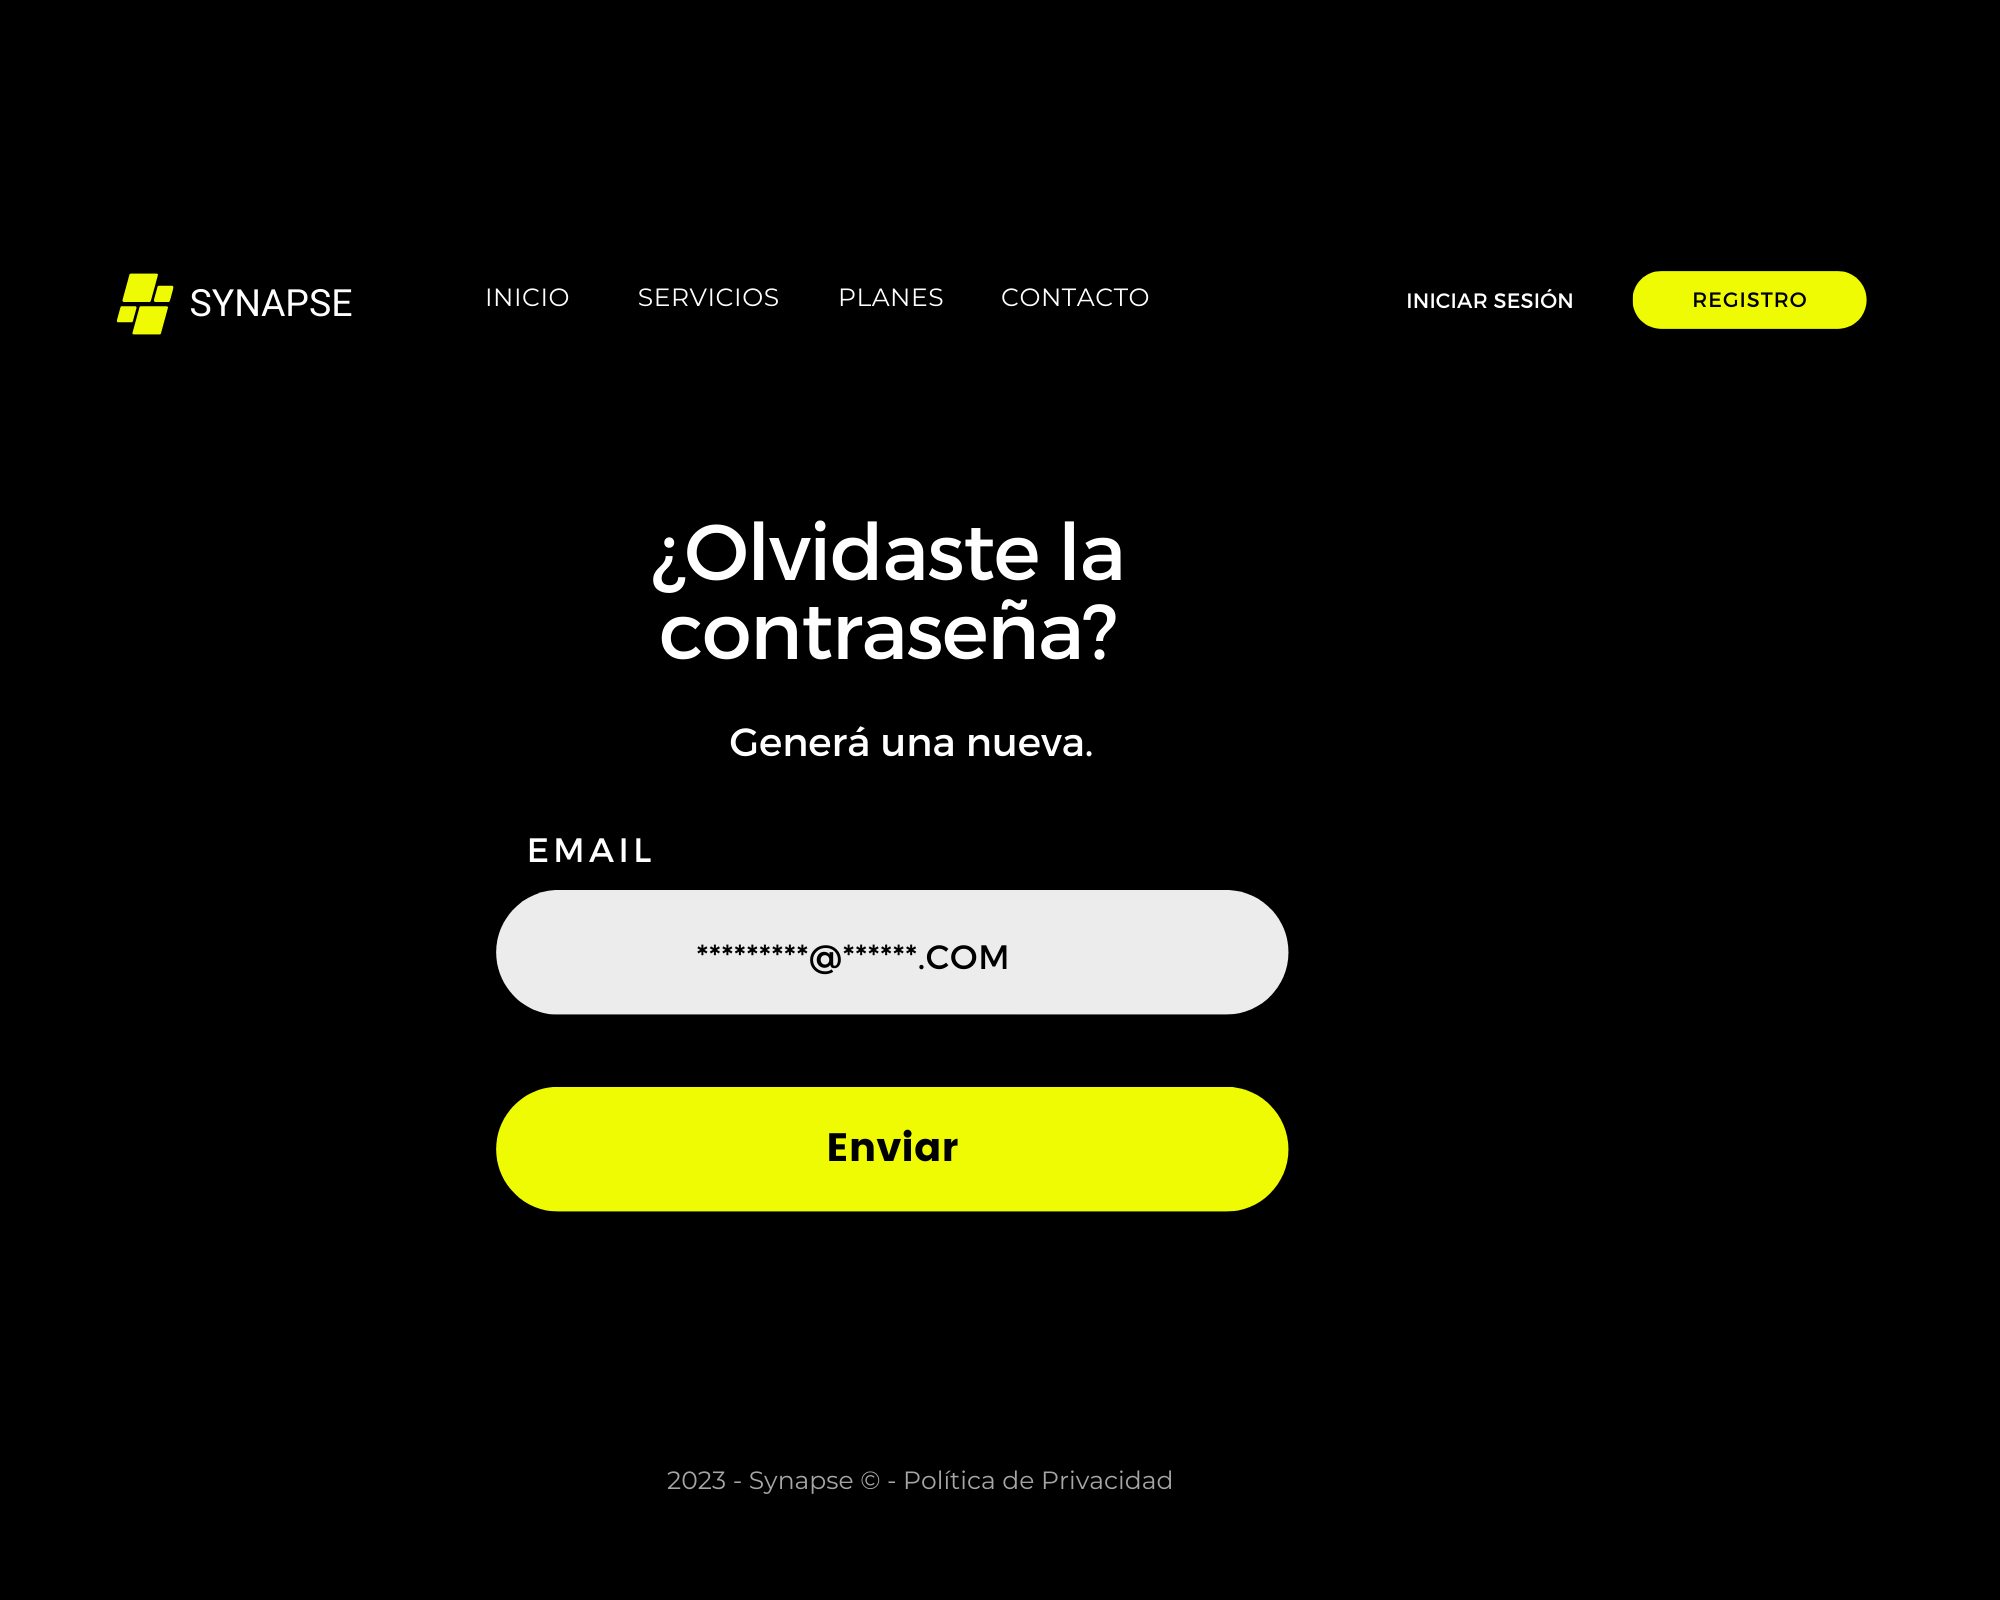 SYNAPSE
INICIO SERVICIOS PLANES CONTACTO
INICIAR SESIÓN REGISTRO
¿Olvidaste la
contraseña?
Generá una nueva.
EMAIL
*********@******.COM
Enviar
2023 - Synapse © - Política de Privacidad